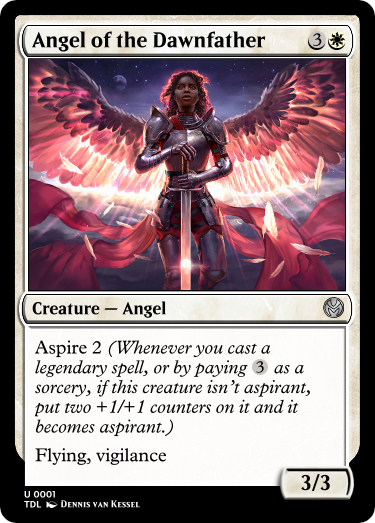 Angel of the Dawnfather 3
Creature — Angel
Aspire 2 (Whenever you cast a
legendary spell, or by paying 3 as a
sorcery, if this creature isn't aspirant,
put two +1/+1 counters on it and it
becomes aspirant.)
Flying, vigilance
3/3
U 0001
TDL Dennis van Kessel